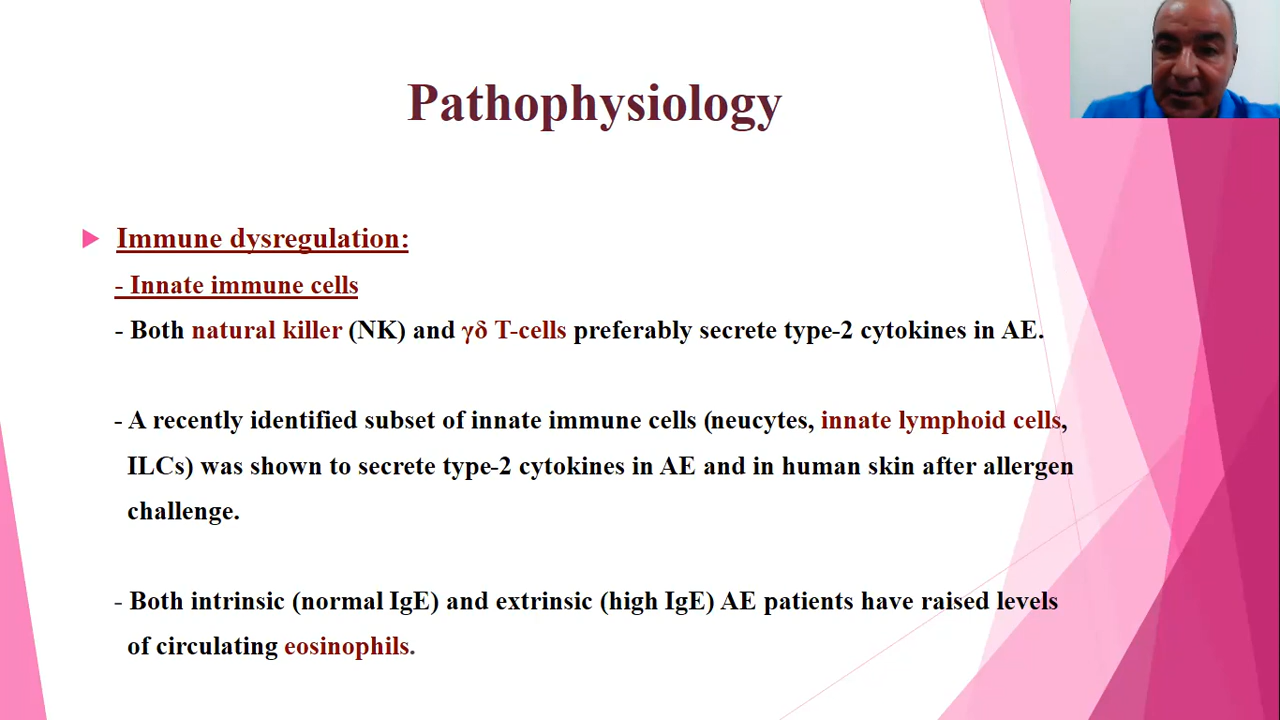 Pathophysiology
Immune dysregulation:
- Innate immune cells
- Both natural killer (NK) and γδ T-cells preferably secrete type-2 cytokines in AE.
- A recently identified subset of innate immune cells (neucytes, innate lymphoid cells,
ILCs) was shown to secrete type-2 cytokines in AE and in human skin after allergen
challenge.
- Both intrinsic (normal IgE) and extrinsic (high IgE) AE patients have raised levels
of circulating eosinophils.